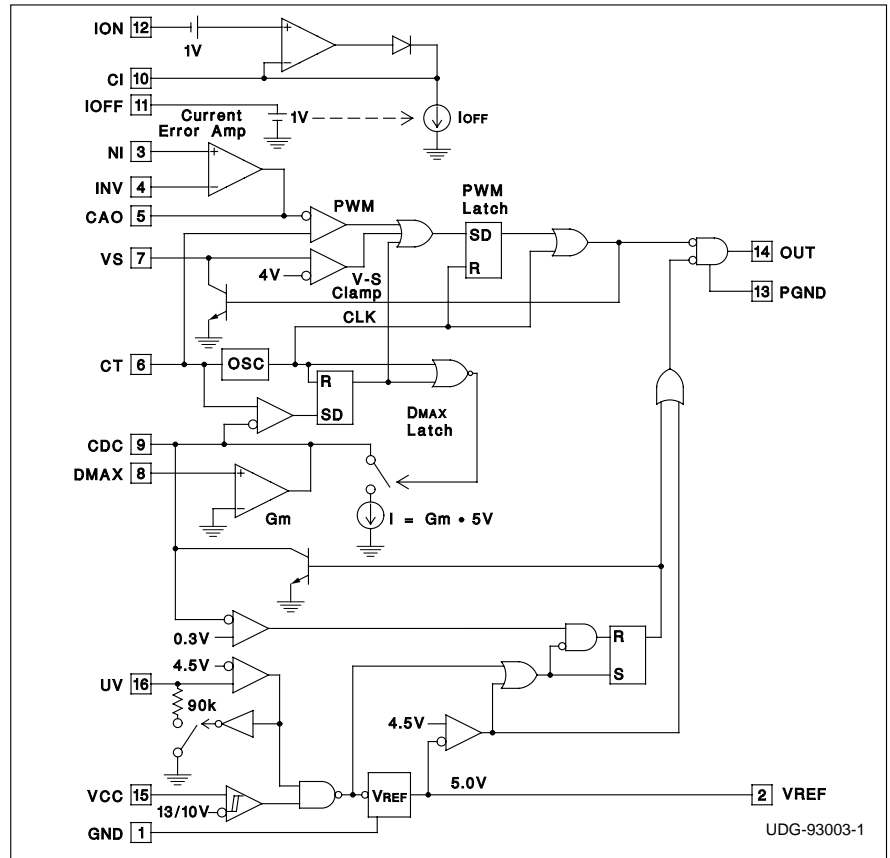 ION 12
1V
CI 10
IOFF 11
1V
IOFF
Current
Error Amp
NI 3
INV 4
CAO 5
PWM
PWM
Latch
SD
R
VS 7
4V
V-S
Clamp
14 OUT
13 PGND
CLK
CT 6
OSC
R
SD
DMAX
Latch
CDC 9
DMAX 8
Gm
I = Gm • 5V
0.3V
R
S
4.5V
UV 16
90k
4.5V
VCC 15
13/10V
VREF
5.0V
2 VREF
GND 1
UDG-93003-1